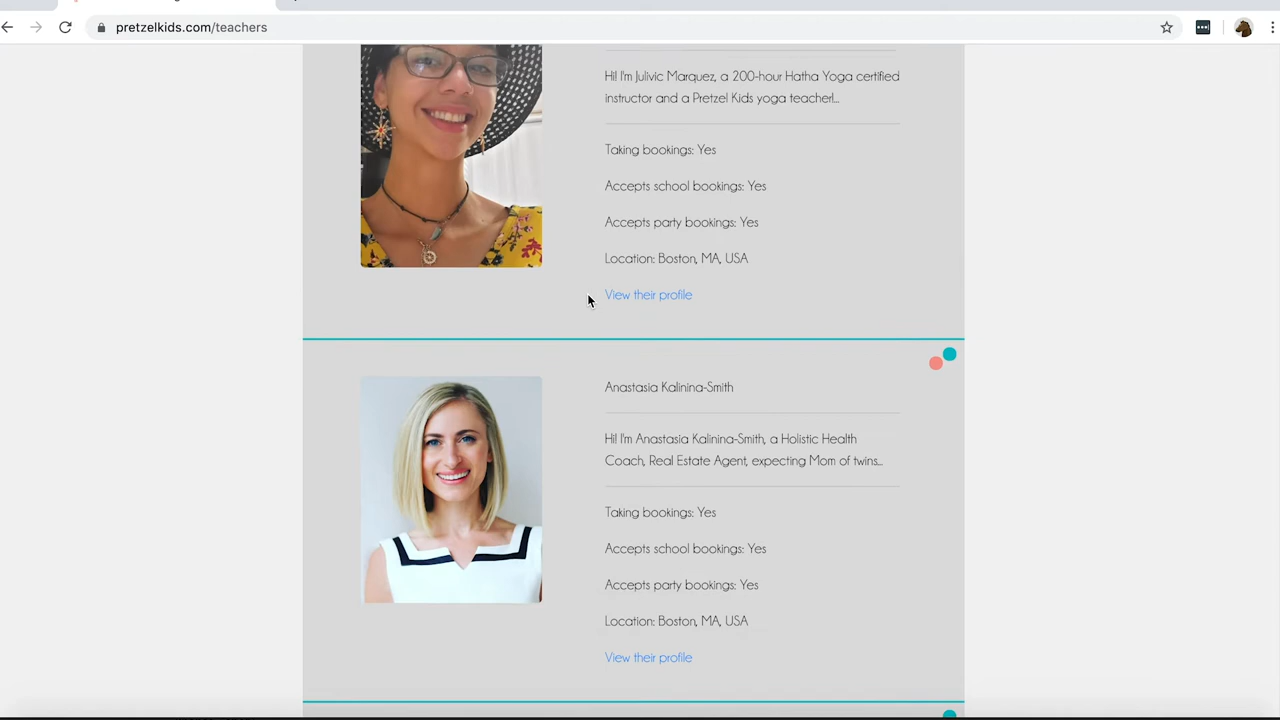 pretzelkids.com/teachers
Hi! I'm Julivic Marquez, a 200-hour Hatha Yoga certified
instructor and a Pretzel Kids yoga teacher!...
Taking bookings: Yes
Accepts school bookings: Yes
Accepts party bookings: Yes
Location: Boston, MA, USA
View their profile
Anastasia Kalinina-Smith
Hi! I'm Anastasia Kalinina-Smith, a Holistic Health
Coach, Real Estate Agent, expecting Mom of twins...
Taking bookings: Yes
Accepts school bookings: Yes
Accepts party bookings: Yes
Location: Boston, MA, USA
View their profile